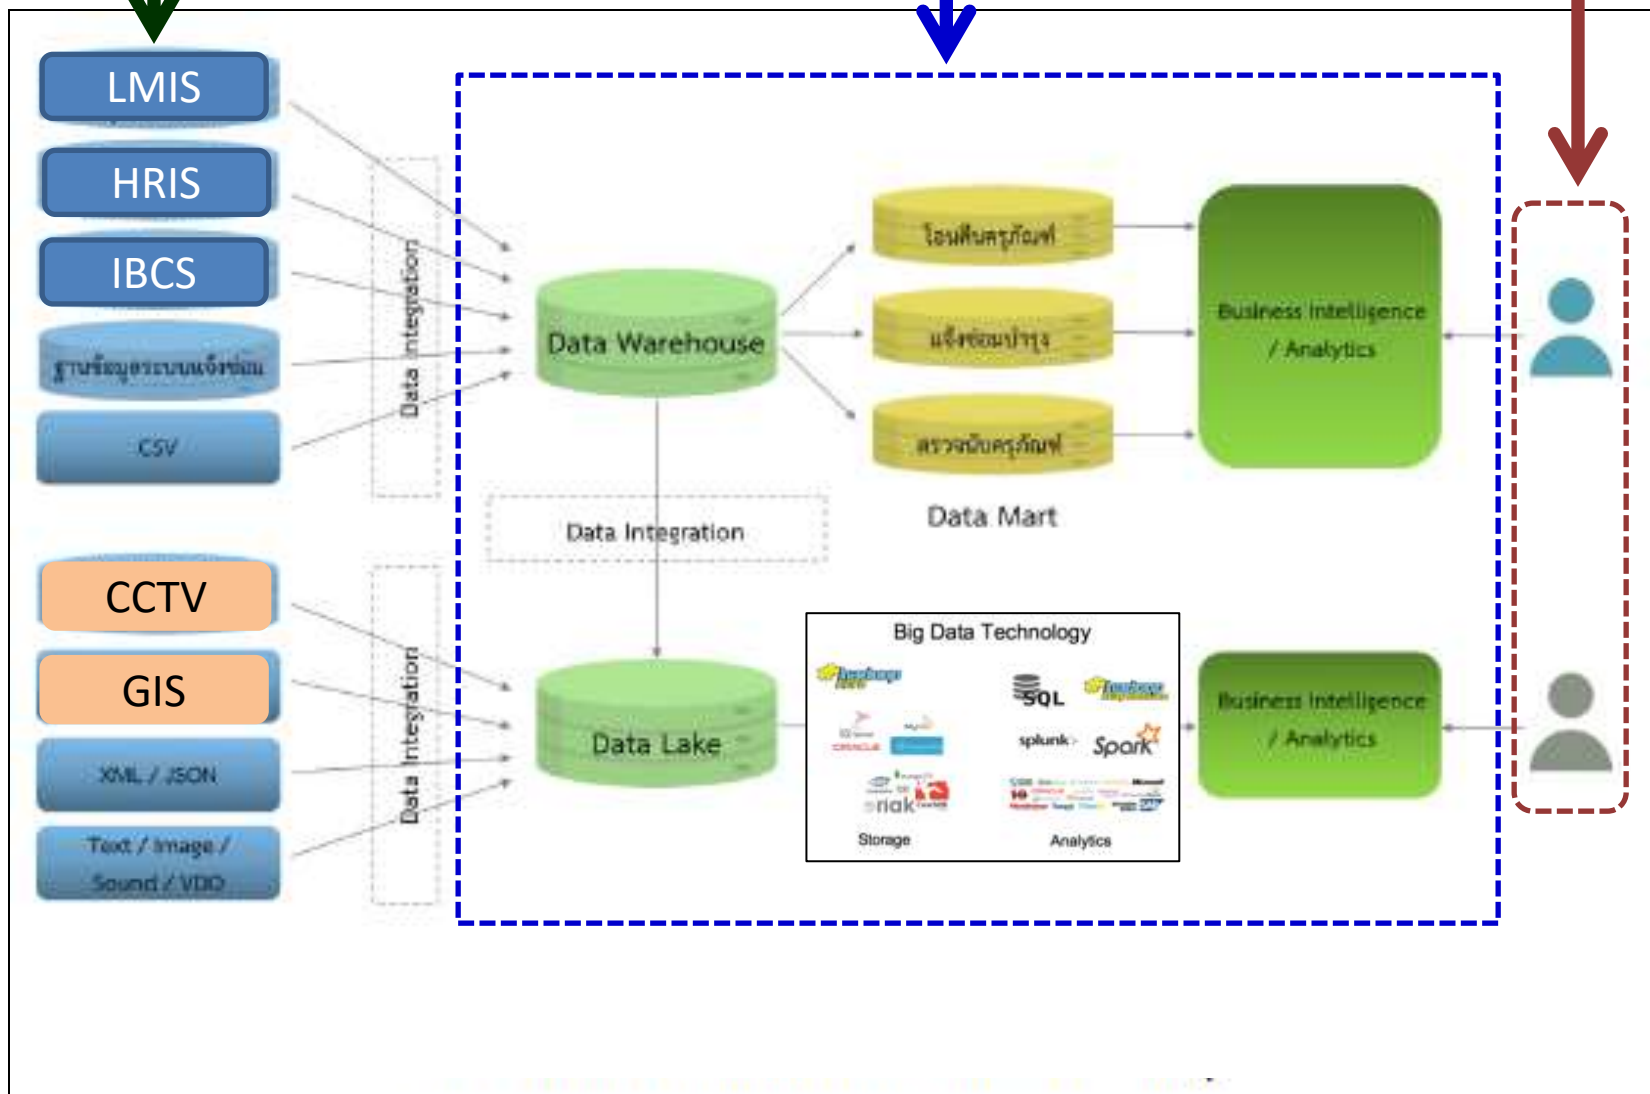 LMIS
HRIS
IBCS
ฐานข้อมูลระบบแจ้งซ่อม
CSV
Data Integration
Data Warehouse
โอนคืนครุภัณฑ์
แจ้งซ่อมบำรุง
ตรวจนับครุภัณฑ์
Data Mart
Business Intelligence
/ Analytics
Data Integration
CCTV
GIS
XML / JSON
Text / Image /
Sound / VDO
Data Integration
Data Lake
Big Data Technology
hadoop
SQL
hadoop
ORACLE
splunk>
Spark
riak
Storage
Analytics
Business Intelligence
/ Analytics